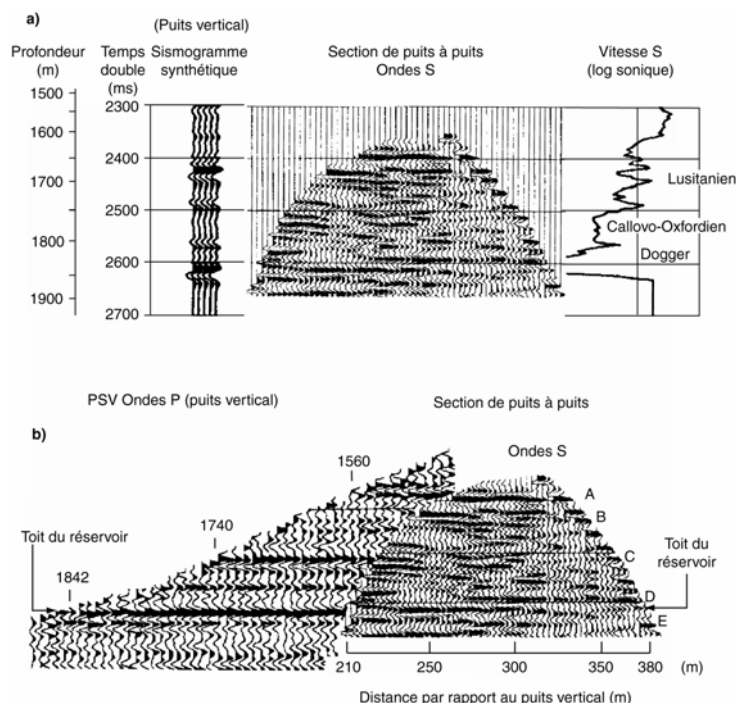 a)
(Puits vertical)
Profondeur Temps Sismogramme Section de puits à puits Vitesse S
(m) double synthétique Ondes S (log sonique)
(ms)
1500
2300
1600
2400
Lusitanien
1700
2500
Callovo-Oxfordien
1800
Dogger
2600
1900
2700
PSV Ondes P (puits vertical) Section de puits à puits
b)
Ondes S
1560
A
B
1740
Toit du réservoir
C
Toit du
réservoir
1842
D
E
210 250 300 350 380 (m)
Distance par rapport au puits vertical (m)